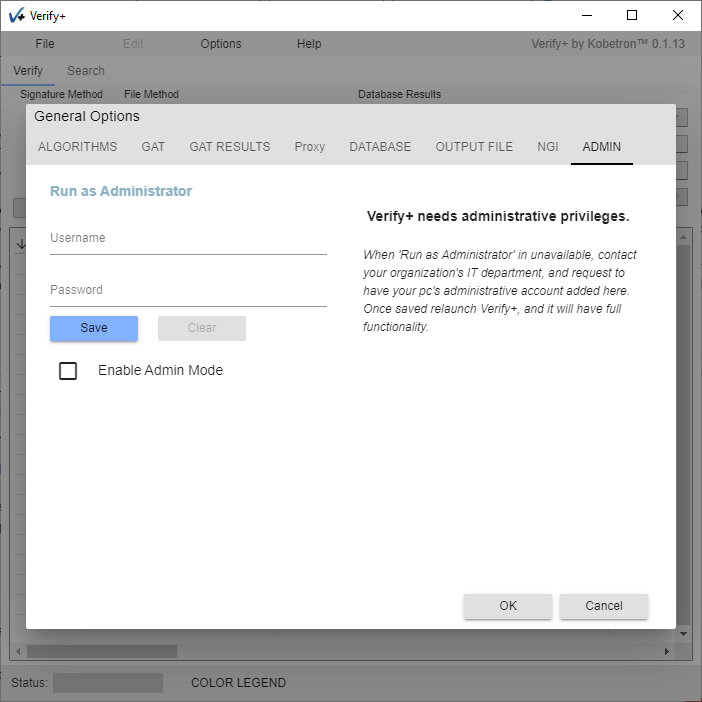 Verify+
File Edit Options Help Verify+ by Kobetron™ 0.1.13
Verify Search
Signature Method File Method Database Results
General Options
ALGORITHMS GAT GAT RESULTS Proxy DATABASE OUTPUT FILE NGI ADMIN
Run as Administrator
Username
Password
Save Clear
Enable Admin Mode
Verify+ needs administrative privileges.
When 'Run as Administrator' in unavailable, contact
your organization's IT department, and request to
have your pc's administrative account added here.
Once saved relaunch Verify+, and it will have full
functionality.
OK Cancel
Status: COLOR LEGEND